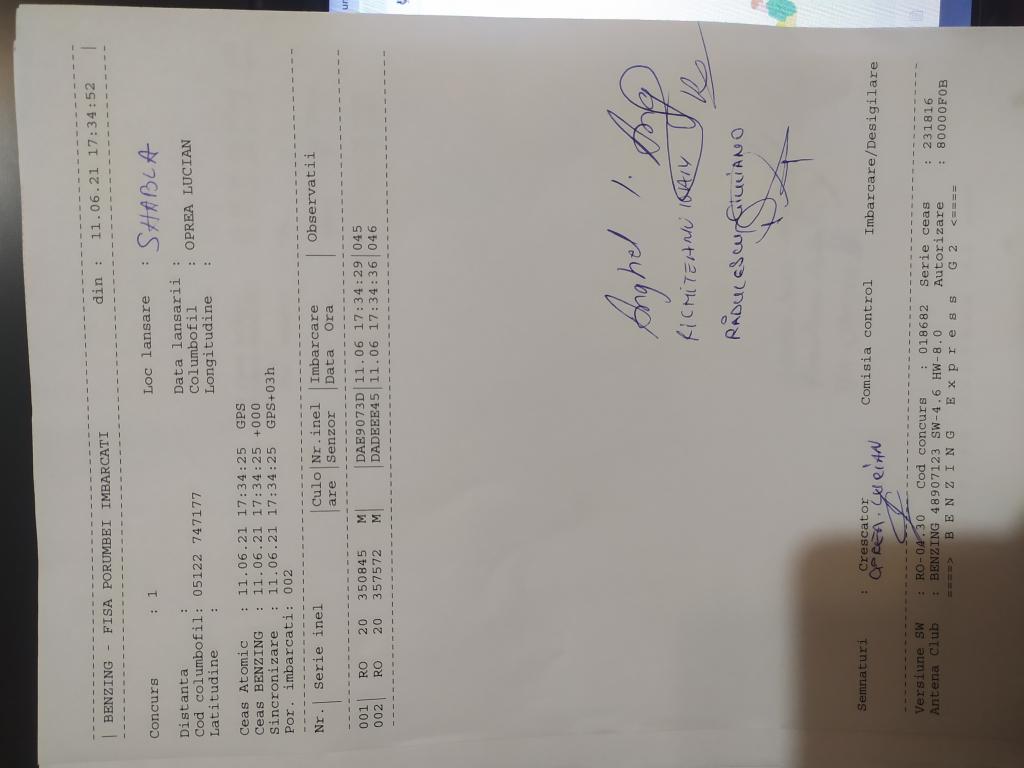 | BENZING - FISA PORUMBEI IMBARCATI din : 11.06.21 17:34:52 |
Concurs : 1 Loc lansare : SHABLA
Distanta : Data lansarii :
Cod columbofil: 05122 747177 Columbofil : OPREA LUCIAN
Latitudine : Longitudine :
Ceas Atomic : 11.06.21 17:34:25 GPS
Ceas BENZING : 11.06.21 17:34:25 +000
Sincronizare : 11.06.21 17:34:25 GPS+03h
Por. imbarcati: 002
Nr.| Serie inel |Culo|Nr.inel |Imbarcare | Observatii
| |are |Senzor |Data Ora |
001| RO 20 350845 M| |DAE9073D|11.06 17:34:29|045
002| RO 20 357572 M| |DADEEE45|11.06 17:34:36|046
Anghel I.
RĂDULESCU
Semnaturi : Crescator Comisia control Imbarcare/Desigilare
OPREA LUCIAN
Versiune SW : RO-0A.30 Cod concurs : 018682 Serie ceas : 231816
Antena Club : BENZING 48907123 SW-4.6 HW-8.0 Autorizare : 80000F0B
====> B E N Z I N G E x p r e s s G 2 <====